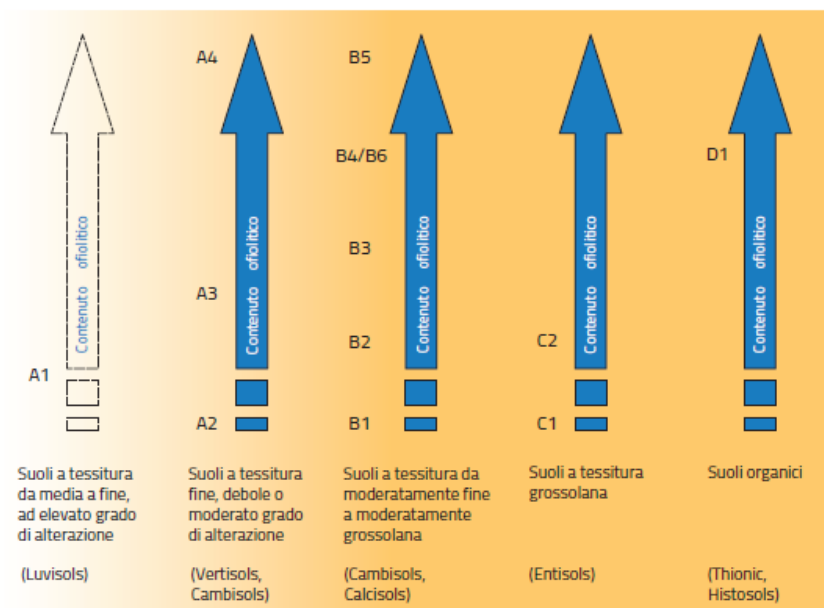 A4
B5
B4/B6
D1
B3
A3
B2
C2
A1
A2
B1
C1
Contenuto ofiolitico
Contenuto ofiolitico
Contenuto ofiolitico
Contenuto ofiolitico
Contenuto ofiolitico
Suoli a tessitura
da media a fine,
ad elevato grado
di alterazione
(Luvisols)
Suoli a tessitura
fine, debole o
moderato grado
di alterazione
(Vertisols,
Cambisols)
Suoli a tessitura da
moderatamente fine
a moderatamente
grossolana
(Cambisols,
Calcisols)
Suoli a tessitura
grossolana
(Entisols)
Suoli organici
(Thionic,
Histosols)